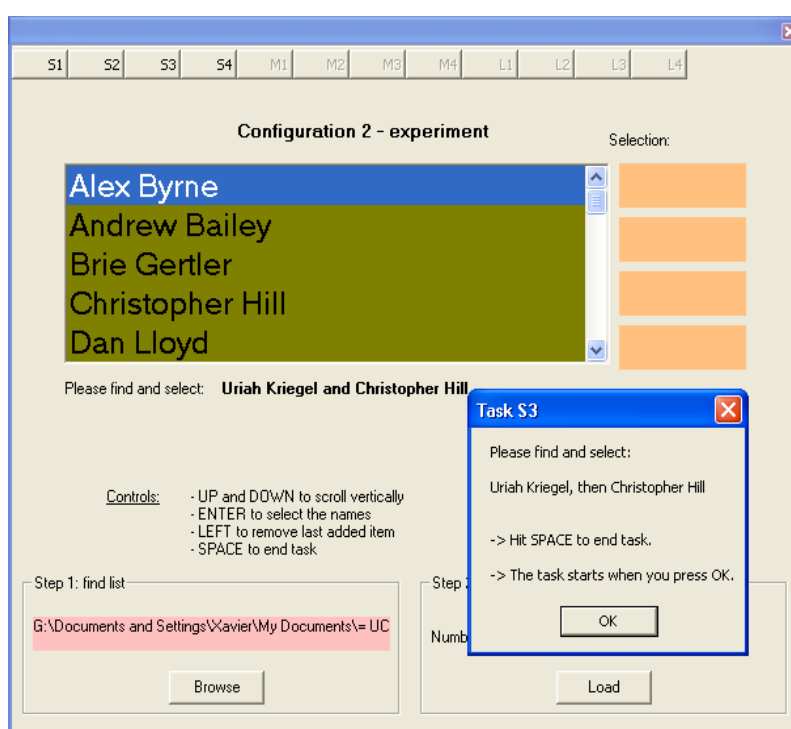 S1 S2 S3 S4 M1 M2 M3 M4 L1 L2 L3 L4
Configuration 2 - experiment
Selection:
Alex Byrne
Andrew Bailey
Brie Gertler
Christopher Hill
Dan Lloyd
Please find and select: Uriah Kriegel and Christopher Hill
Task S3
Please find and select:
Uriah Kriegel, then Christopher Hill
-> Hit SPACE to end task.
-> The task starts when you press OK.
OK
Controls:
- UP and DOWN to scroll vertically
- ENTER to select the names
- LEFT to remove last added item
- SPACE to end task
Step 1: find list
G:\Documents and Settings\Xavier\My Documents\= UC
Browse
Step
Numb
Load